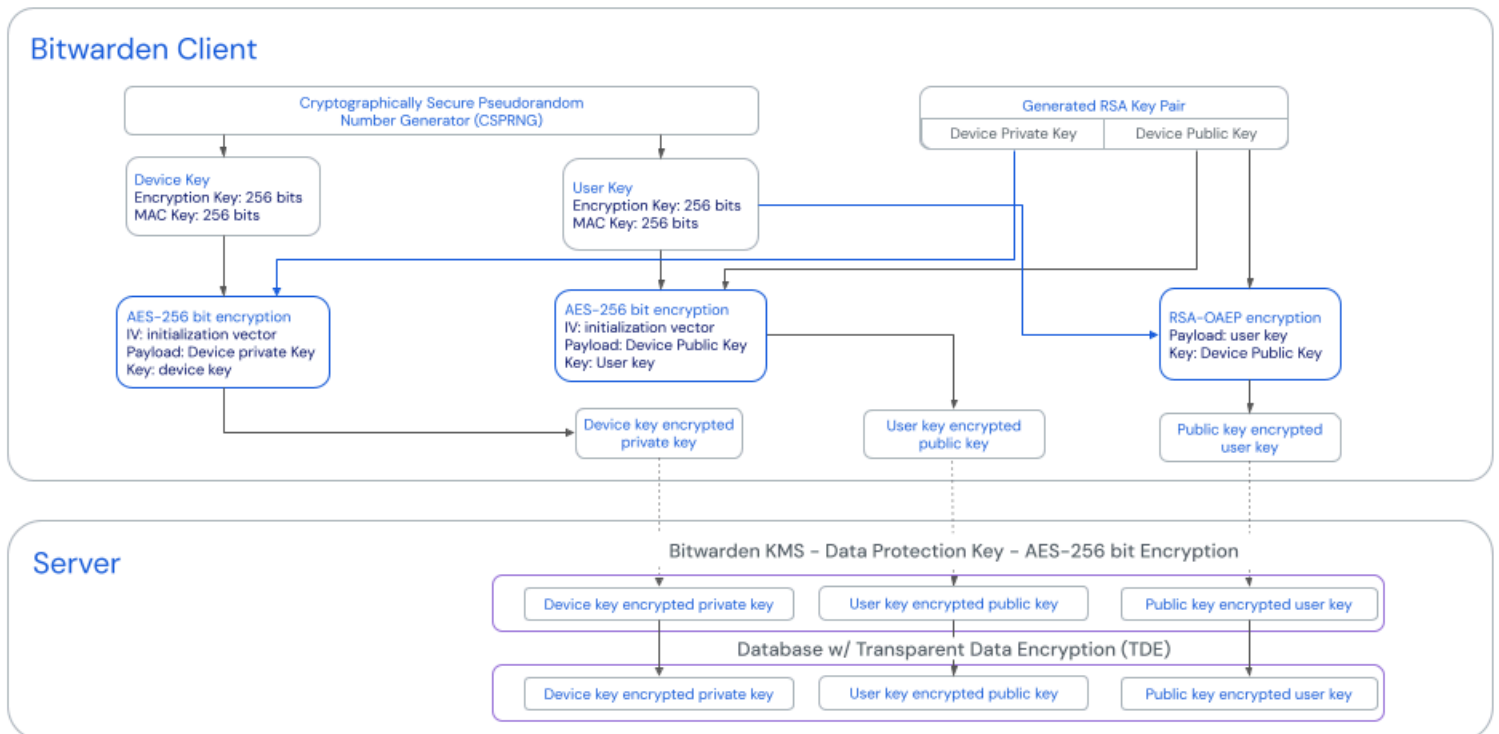 Bitwarden Client
Cryptographically Secure Pseudorandom
Number Generator (CSPRNG)
Generated RSA Key Pair
Device Private Key
Device Public Key
Device Key
Encryption Key: 256 bits
MAC Key: 256 bits
User Key
Encryption Key: 256 bits
MAC Key: 256 bits
AES-256 bit encryption
IV: initialization vector
Payload: Device private Key
Key: device key
AES-256 bit encryption
IV: initialization vector
Payload: Device Public Key
Key: User key
RSA-OAEP encryption
Payload: user key
Key: Device Public Key
Device key encrypted
private key
User key encrypted
public key
Public key encrypted
user key
Server
Bitwarden KMS - Data Protection Key - AES-256 bit Encryption
Device key encrypted private key
User key encrypted public key
Public key encrypted user key
Database w/ Transparent Data Encryption (TDE)
Device key encrypted private key
User key encrypted public key
Public key encrypted user key